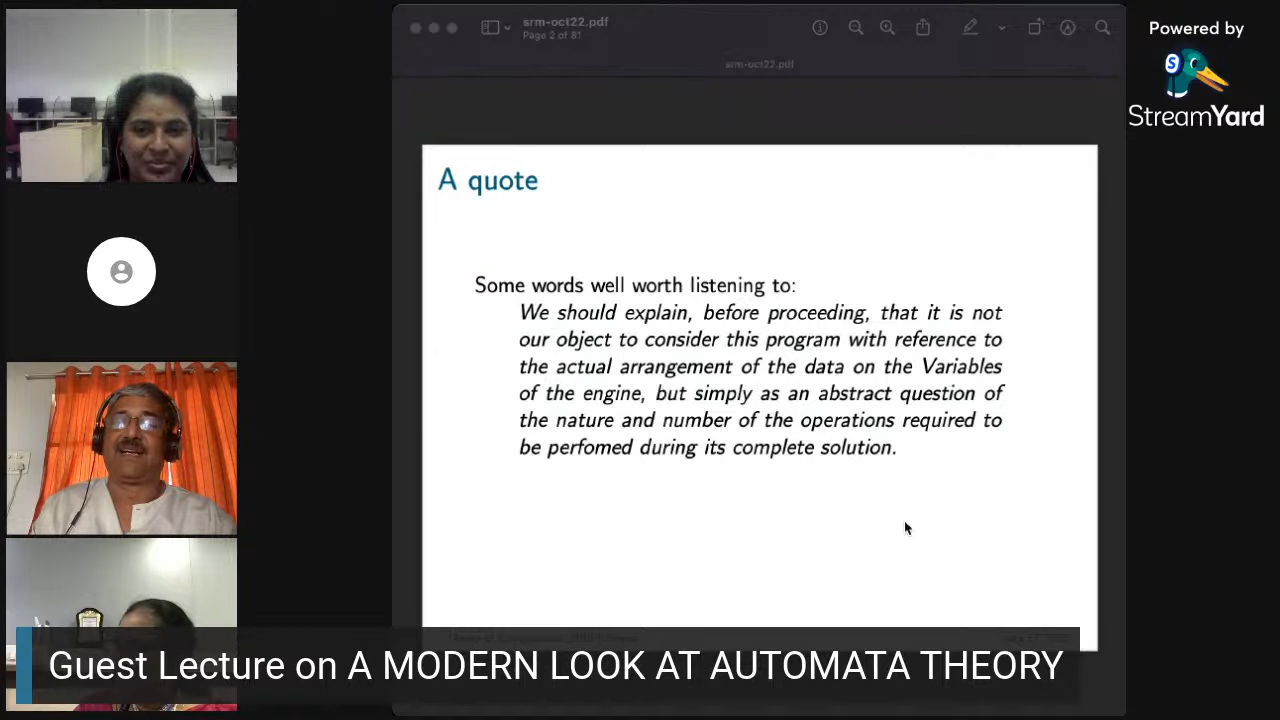 srm-oct22.pdf
Page 2 of 81
srm-oct22.pdf
Powered by
S
StreamYard
A quote
Some words well worth listening to:
We should explain, before proceeding, that it is not
our object to consider this program with reference to
the actual arrangement of the data on the Variables
of the engine, but simply as an abstract question of
the nature and number of the operations required to
be perfomed during its complete solution.
Guest Lecture on A MODERN LOOK AT AUTOMATA THEORY